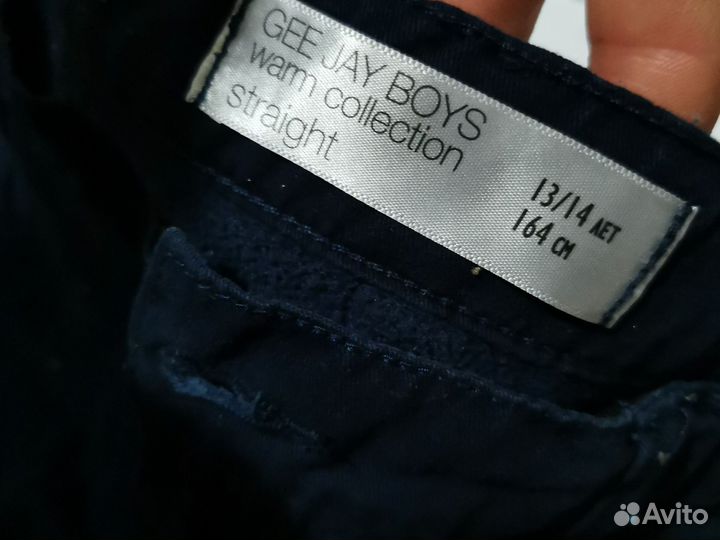 GEE JAY BOYS
warm collection
straight
13/14 ЛЕТ
164 СМ
Avito